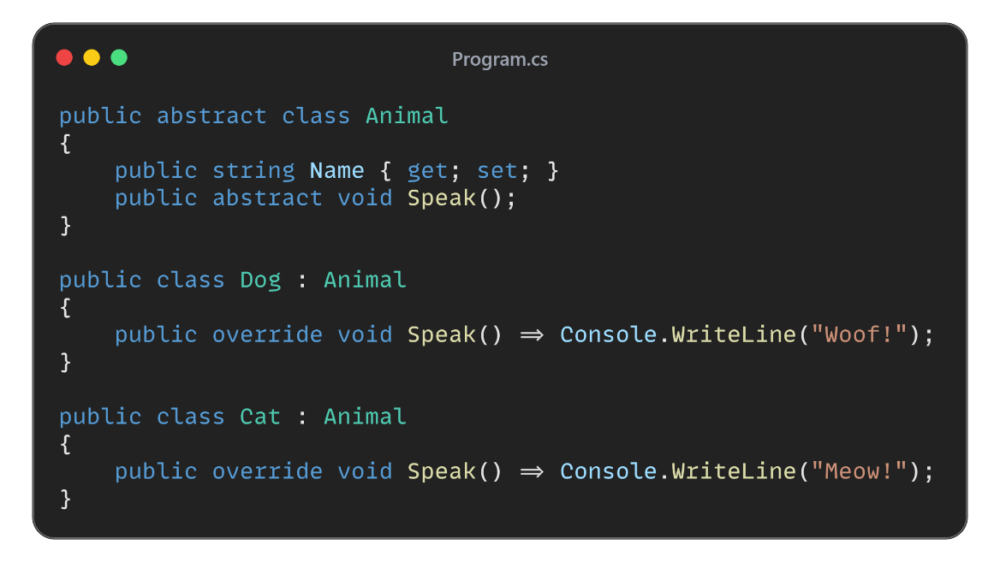 Program.cs
public abstract class Animal
{
    public string Name { get; set; }
    public abstract void Speak();
}
public class Dog : Animal
{
    public override void Speak() => Console.WriteLine("Woof!");
}
public class Cat : Animal
{
    public override void Speak() => Console.WriteLine("Meow!");
}